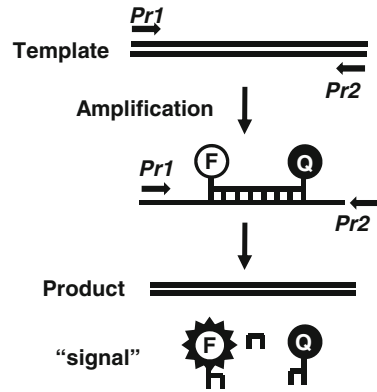 Pr1
Template
Pr2
Amplification
F Q
Pr1
Pr2
Product
“signal” F Q